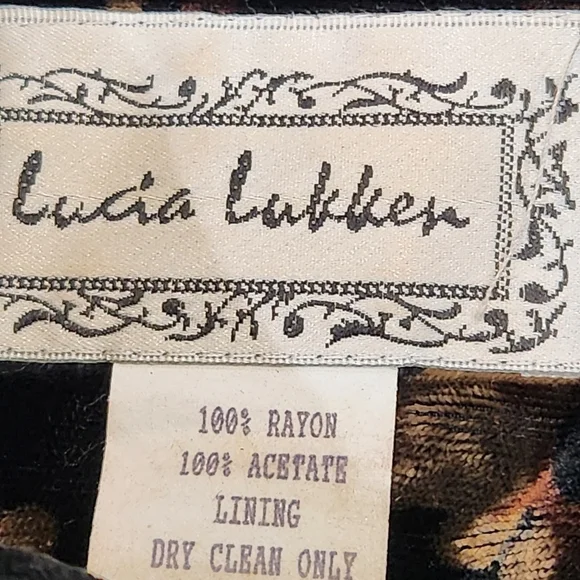 Lucia Lukken
100% RAYON
100% ACETATE
LINING
DRY CLEAN ONLY